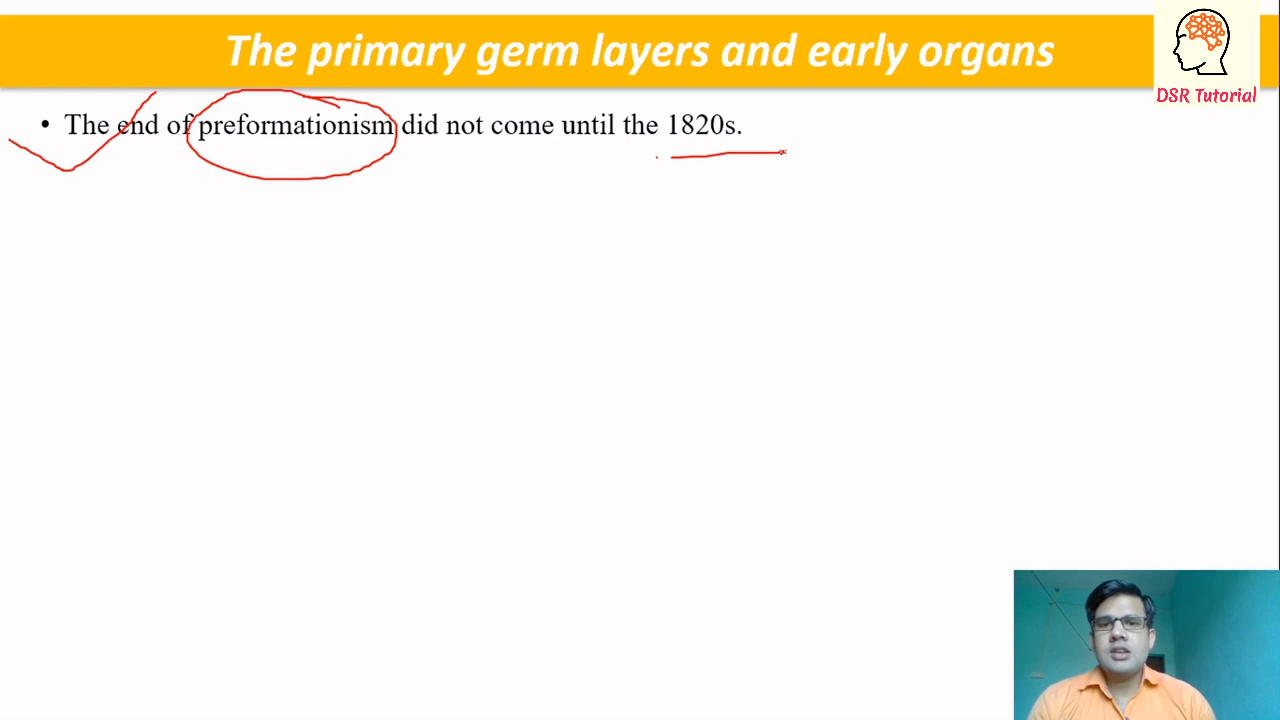 The primary germ layers and early organs
DSR Tutorial
• The end of preformationism did not come until the 1820s.